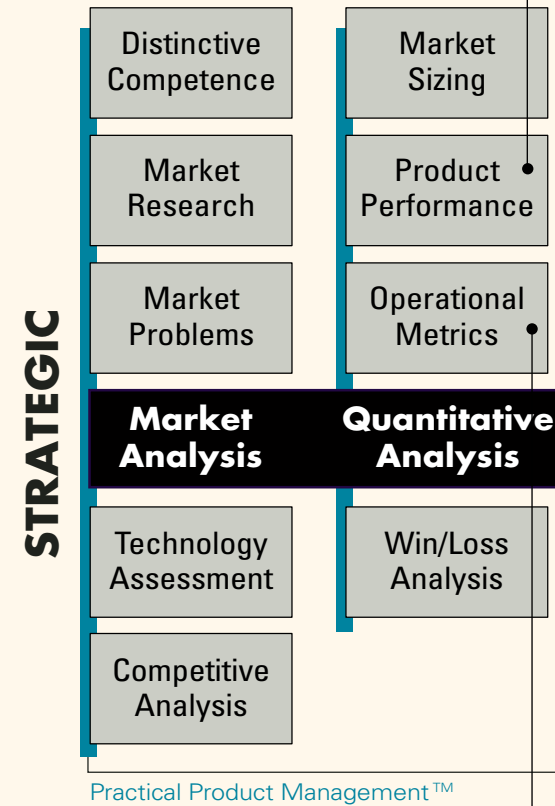 STRATEGIC
Distinctive
Competence
Market
Research
Market
Problems
Market
Analysis
Technology
Assessment
Competitive
Analysis
Market
Sizing
Product
Performance
Operational
Metrics
Quantitative
Analysis
Win/Loss
Analysis
Practical Product Management™